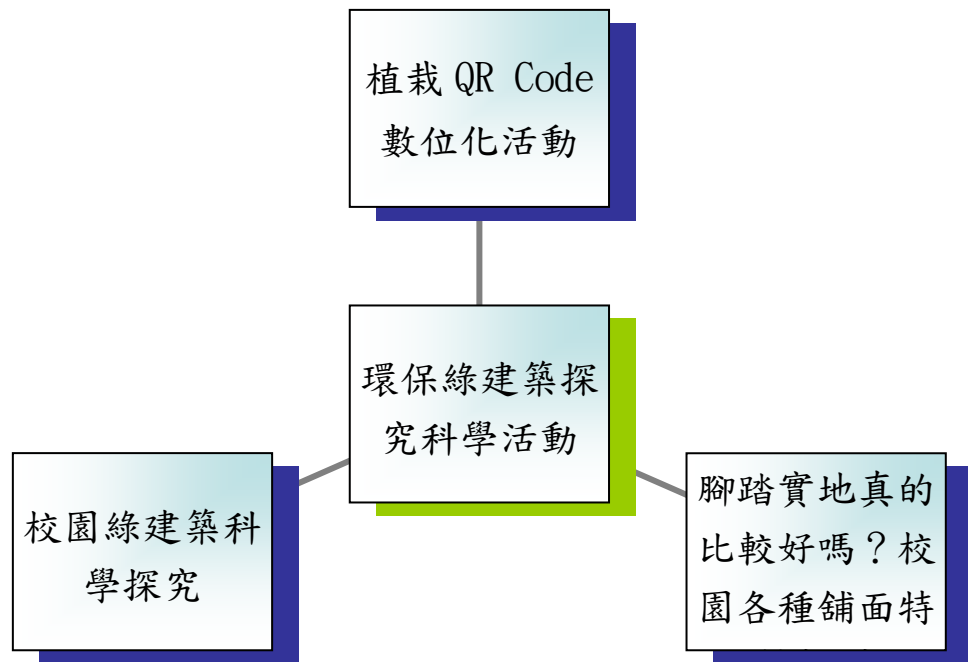 植栽 QR Code
數位化活動
環保綠建築探
究科學活動
校園綠建築科
學探究
腳踏實地真的
比較好嗎？校
園各種舖面特